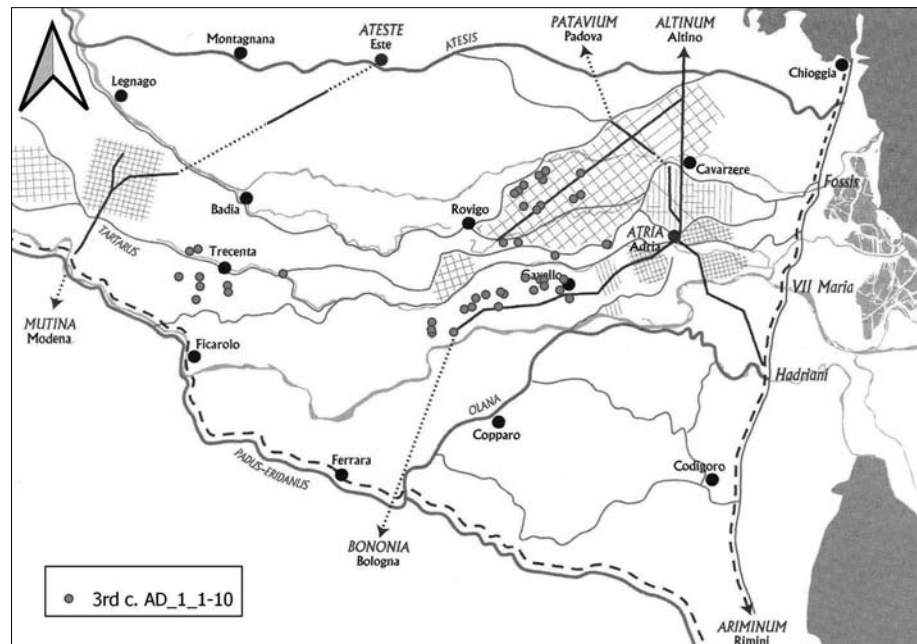 ATESTE
Este
PATAVIUM
Padova
ALTINUM
Altino
Montagnana
ATESIS
Chioggia
Legnago
Cavarzere
Fossis
Badia
Rovigo
ATRIA
Adria
TARTARUS
Trecenta
Gavello
VII Maria
MUTINA
Modena
Ficarolo
Hadriani
OLANA
Copparo
PADUS-ERIDANUS
Ferrara
Codigoro
BONONIA
Bologna
3rd c. AD_1_1-10
ARIMINUM
Rimini